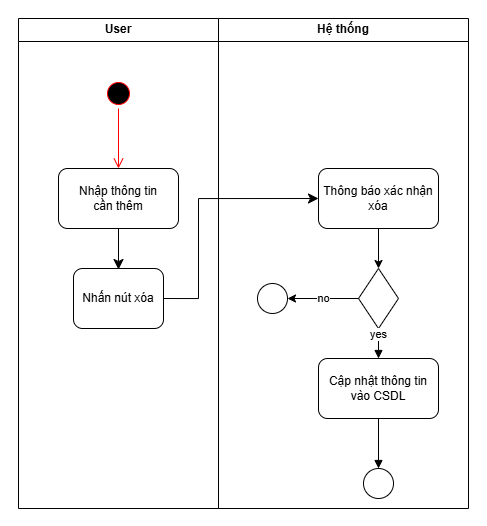 User
Hệ thống
Nhập thông tin
cần thêm
Thông báo xác nhận
xóa
Nhấn nút xóa
no
yes
Cập nhật thông tin
vào CSDL